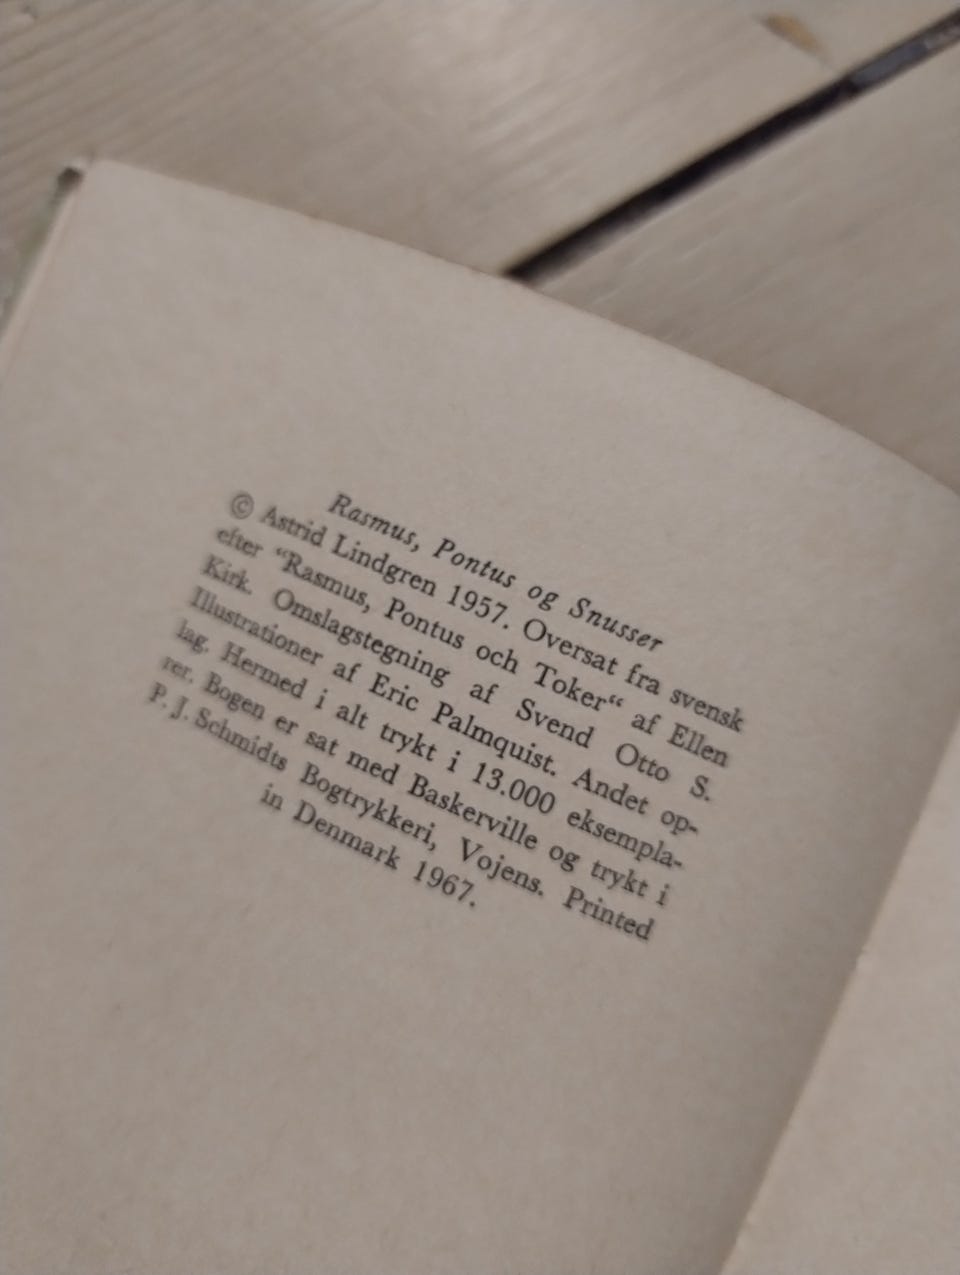 Rasmus, Pontus og Snusser
© Astrid Lindgren 1957. Oversat fra svensk
efter “Rasmus, Pontus och Toker“ af Ellen
Kirk. Omslagstegning af Svend Otto S.
Illustrationer af Eric Palmquist. Andet op-
lag. Hermed i alt trykt i 13.000 eksempla-
rer. Bogen er sat med Baskerville og trykt i
P. J. Schmidts Bogtrykkeri, Vojens. Printed
in Denmark 1967.